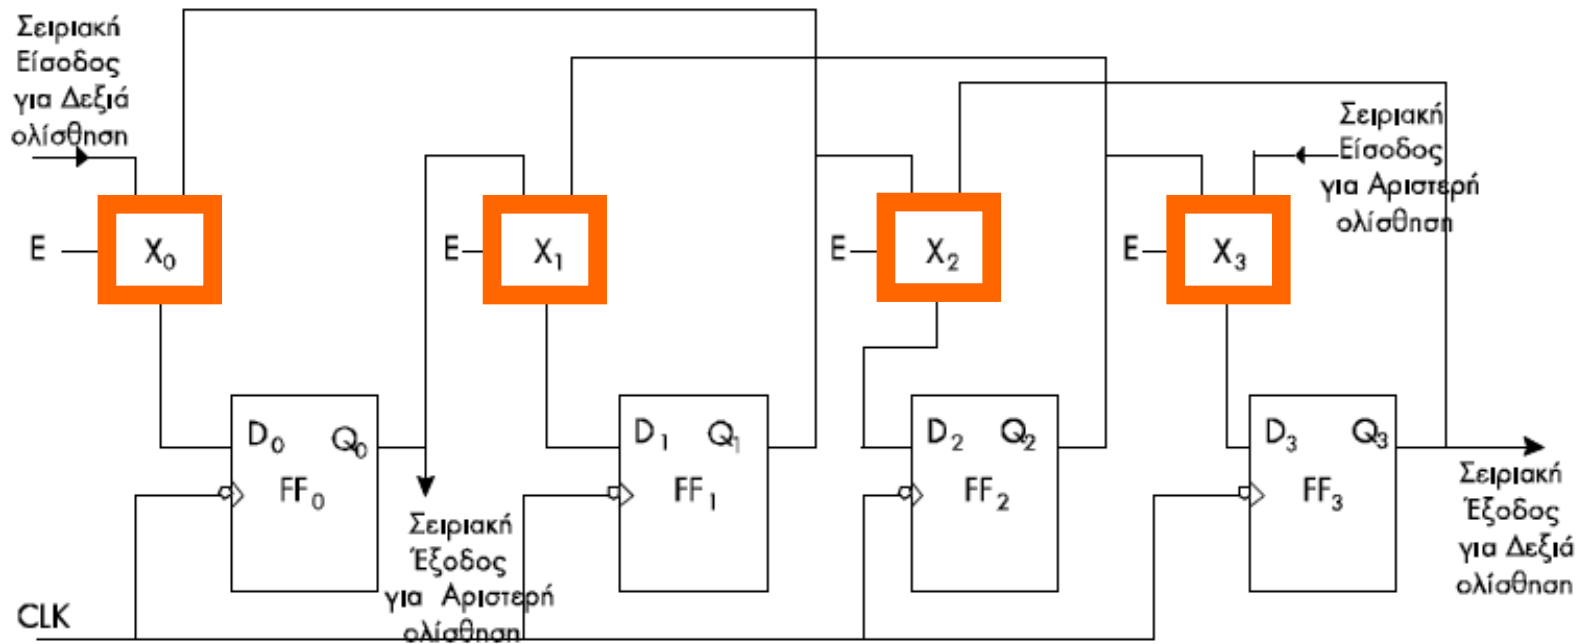 Σειριακή
Είσοδος
για Δεξιά
ολίσθηση
Σειριακή
Είσοδος
για Αριστερή
ολίσθηση
E
X0
E
X1
E
X2
E
X3
D0 Q0
FF0
D1 Q1
FF1
D2 Q2
FF2
D3 Q3
FF3
Σειριακή
Έξοδος
για Αριστερή
ολίσθηση
Σειριακή
Έξοδος
για Δεξιά
ολίσθηση
CLK